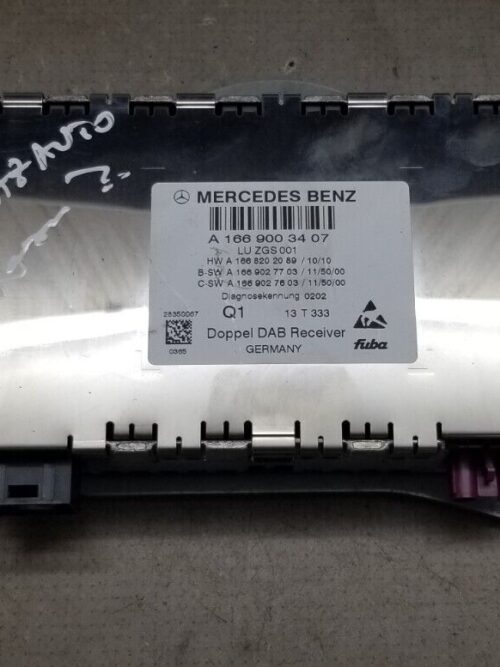 AUTO
MERCEDES BENZ
A 166 900 34 07
LU ZGS 001
HW A 166 820 20 89 / 10/10
B-SW A 166 902 77 03 / 11/50/00
C-SW A 166 902 76 03 / 11/50/00
Diagnosekennung 0202
28350067 Q1 13 T 333
Doppel DAB Receiver
0365 GERMANY fuba